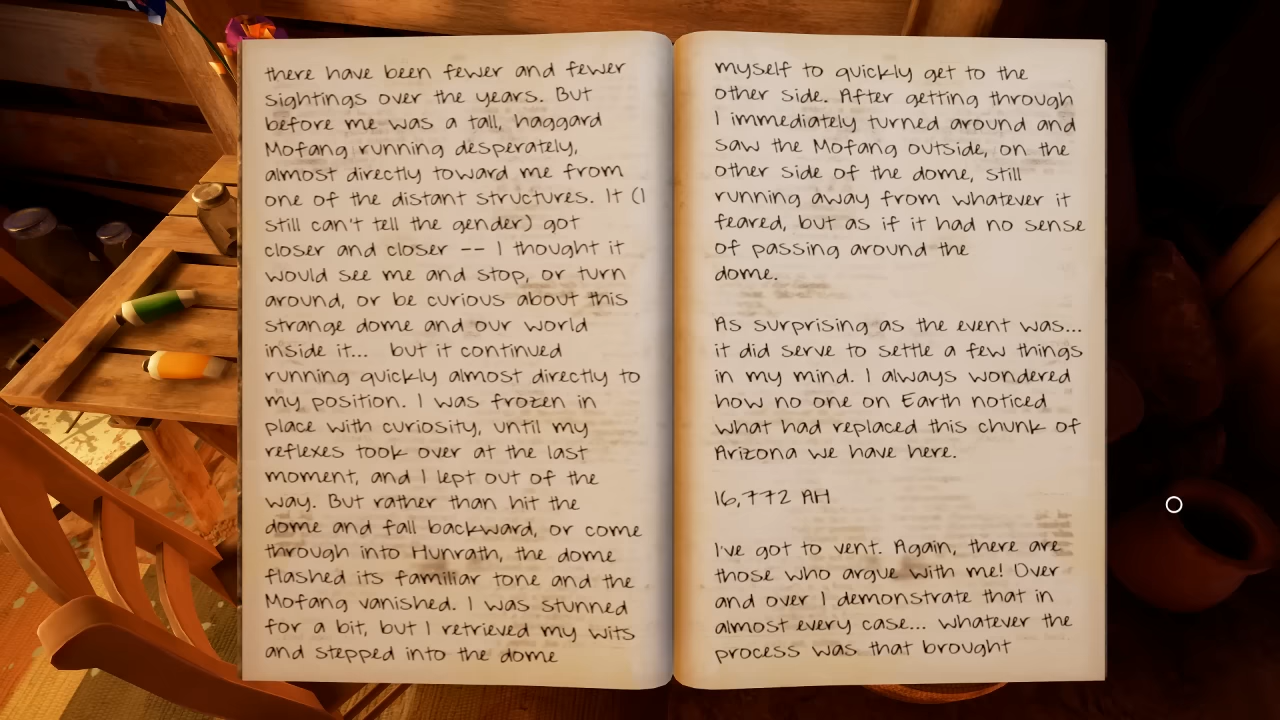 there have been fewer and fewer
sightings over the years. But
before me was a tall, haggard
Mofang running desperately,
almost directly toward me from
one of the distant structures. It (I
still can't tell the gender) got
closer and closer -- I thought it
would see me and stop, or turn
around, or be curious about this
strange dome and our world
inside it... but it continued
running quickly almost directly to
my position. I was frozen in
place with curiosity, until my
reflexes took over at the last
moment, and I lept out of the
way. But rather than hit the
dome and fall backward, or come
through into Hunrath, the dome
flashed its familiar tone and the
Mofang vanished. I was stunned
for a bit, but I retrieved my wits
and stepped into the dome
myself to quickly get to the
other side. After getting through
I immediately turned around and
saw the Mofang outside, on the
other side of the dome, still
running away from whatever it
feared, but as if it had no sense
of passing around the
dome.
As surprising as the event was...
it did serve to settle a few things
in my mind. I always wondered
how no one on Earth noticed
what had replaced this chunk of
Arizona we have here.
16,772 AH
I've got to vent. Again, there are
those who argue with me! Over
and over I demonstrate that in
almost every case... whatever the
process was that brought